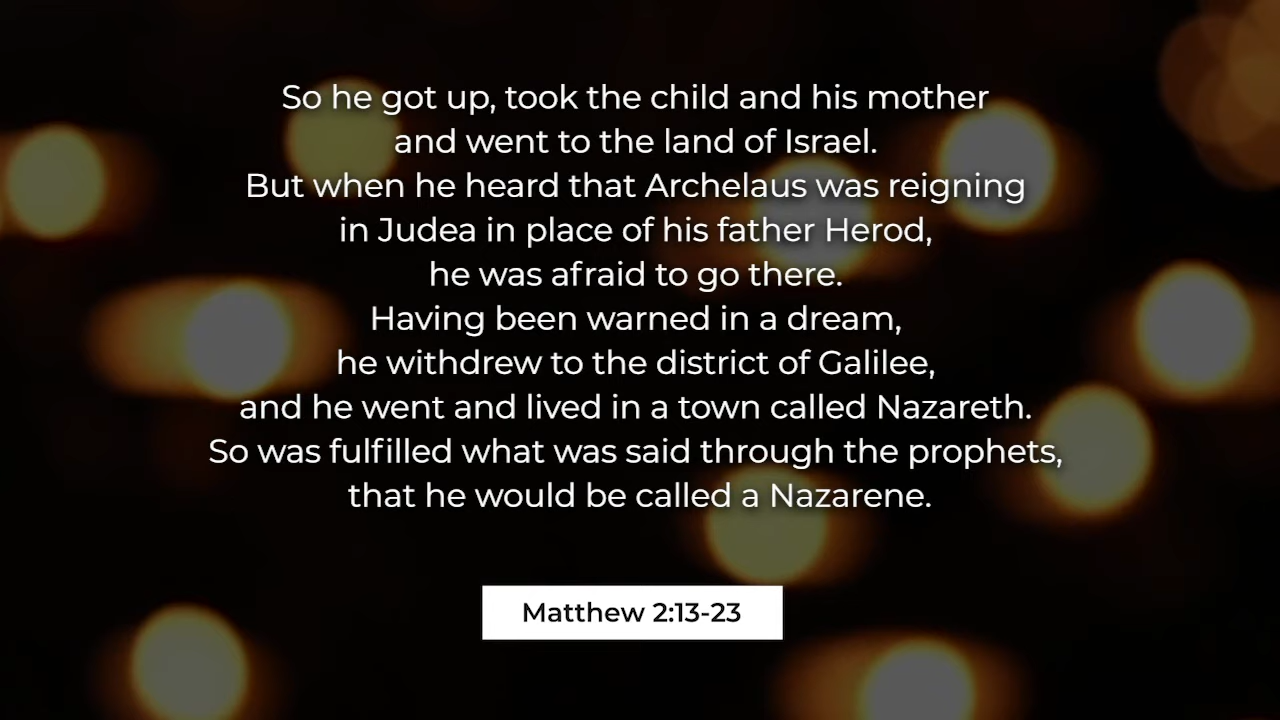 So he got up, took the child and his mother
and went to the land of Israel.
But when he heard that Archelaus was reigning
in Judea in place of his father Herod,
he was afraid to go there.
Having been warned in a dream,
he withdrew to the district of Galilee,
and he went and lived in a town called Nazareth.
So was fulfilled what was said through the prophets,
that he would be called a Nazarene.
Matthew 2:13-23